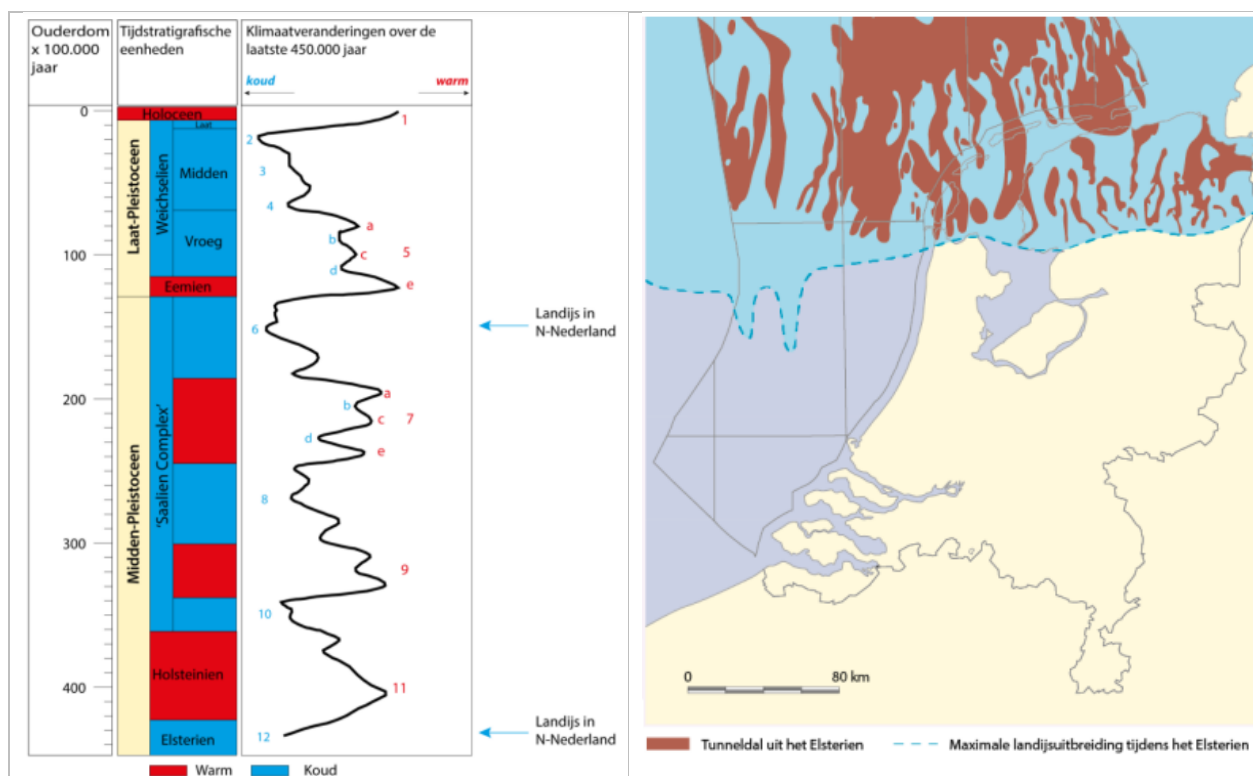 Ouderdom
x 100.000
jaar
Tijdstratigrafische
eenheden
Klimaatveranderingen over de
laatste 450.000 jaar
koud
warm
0
100
200
300
400
Laat-Pleistoceen
Midden-Pleistoceen
Holoceen
Weichselien
Laat
Midden
Vroeg
Eemien
'Saalien Complex'
Holsteinien
Elsterien
1
2
3
4
a
b
c
5
d
e
6
a
b
c
7
d
e
8
9
10
11
12
Landijs in
N-Nederland
Landijs in
N-Nederland
Warm
Koud
0
80 km
Tunneldal uit het Elsterien
Maximale landijsuitbreiding tijdens het Elsterien